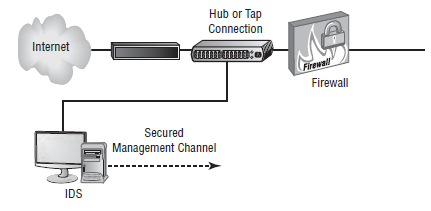 Hub or Tap
Connection
Internet
Firewall
Firewall
Secured
Management Channel
IDS